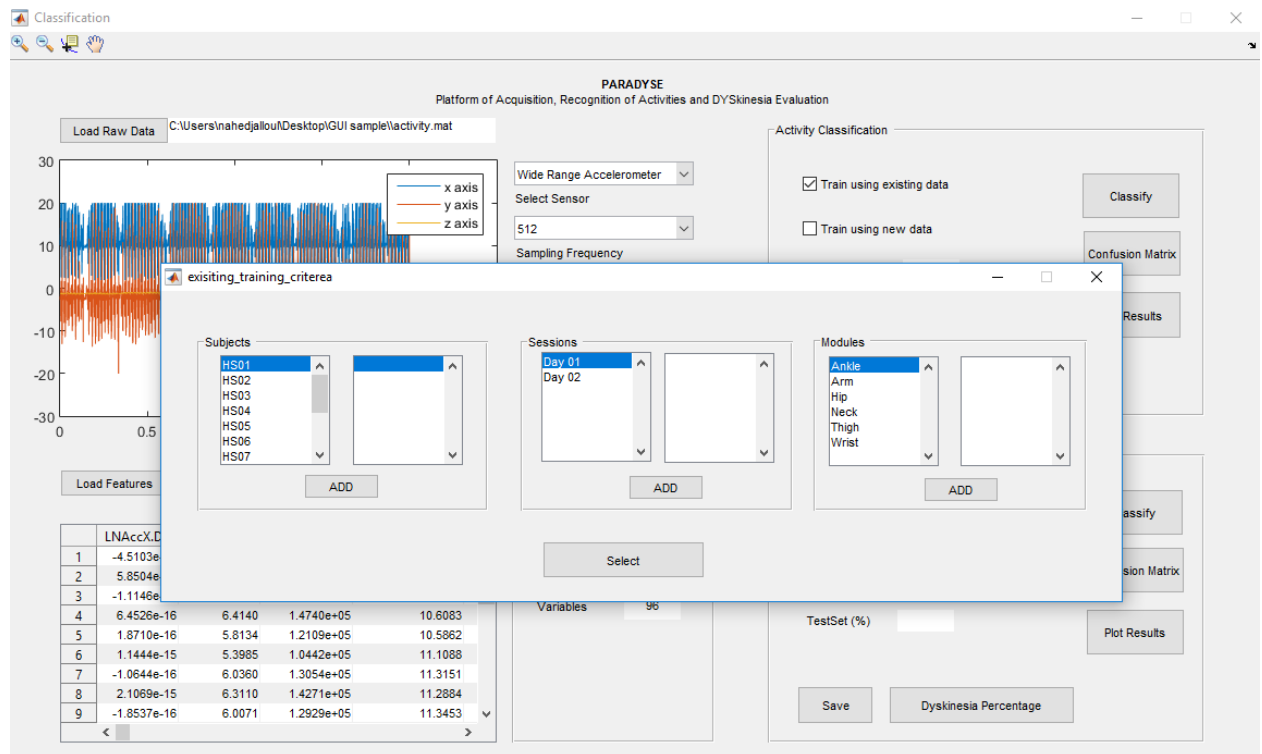 Classification
PARADYSE
Platform of Acquisition, Recognition of Activities and DYSkinesia Evaluation
Load Raw Data
C:\Users\nahedjalloul\Desktop\GUI sample\\activity.mat
30
20
10
0
-10
-20
-30
0
0.5
x axis
y axis
z axis
Wide Range Accelerometer
Select Sensor
512
Sampling Frequency
Activity Classification
Train using existing data
Train using new data
Classify
Confusion Matrix
Results
exisiting_training_criterea
Subjects
HS01
HS02
HS03
HS04
HS05
HS06
HS07
ADD
Sessions
Day 01
Day 02
ADD
Modules
Ankle
Arm
Hip
Neck
Thigh
Wrist
ADD
Select
Load Features
LNAccX.D
1 -4.5103e
2 5.8504e
3 -1.1146e
4 6.4526e-16 6.4140 1.4740e+05 10.6083
5 1.8710e-16 5.8134 1.2109e+05 10.5862
6 1.1444e-15 5.3985 1.0442e+05 11.1088
7 -1.0644e-16 6.0360 1.3054e+05 11.3151
8 2.1069e-15 6.3110 1.4271e+05 11.2884
9 -1.8537e-16 6.0071 1.2929e+05 11.3453
Variables
96
assify
sion Matrix
TestSet (%)
Plot Results
Save
Dyskinesia Percentage